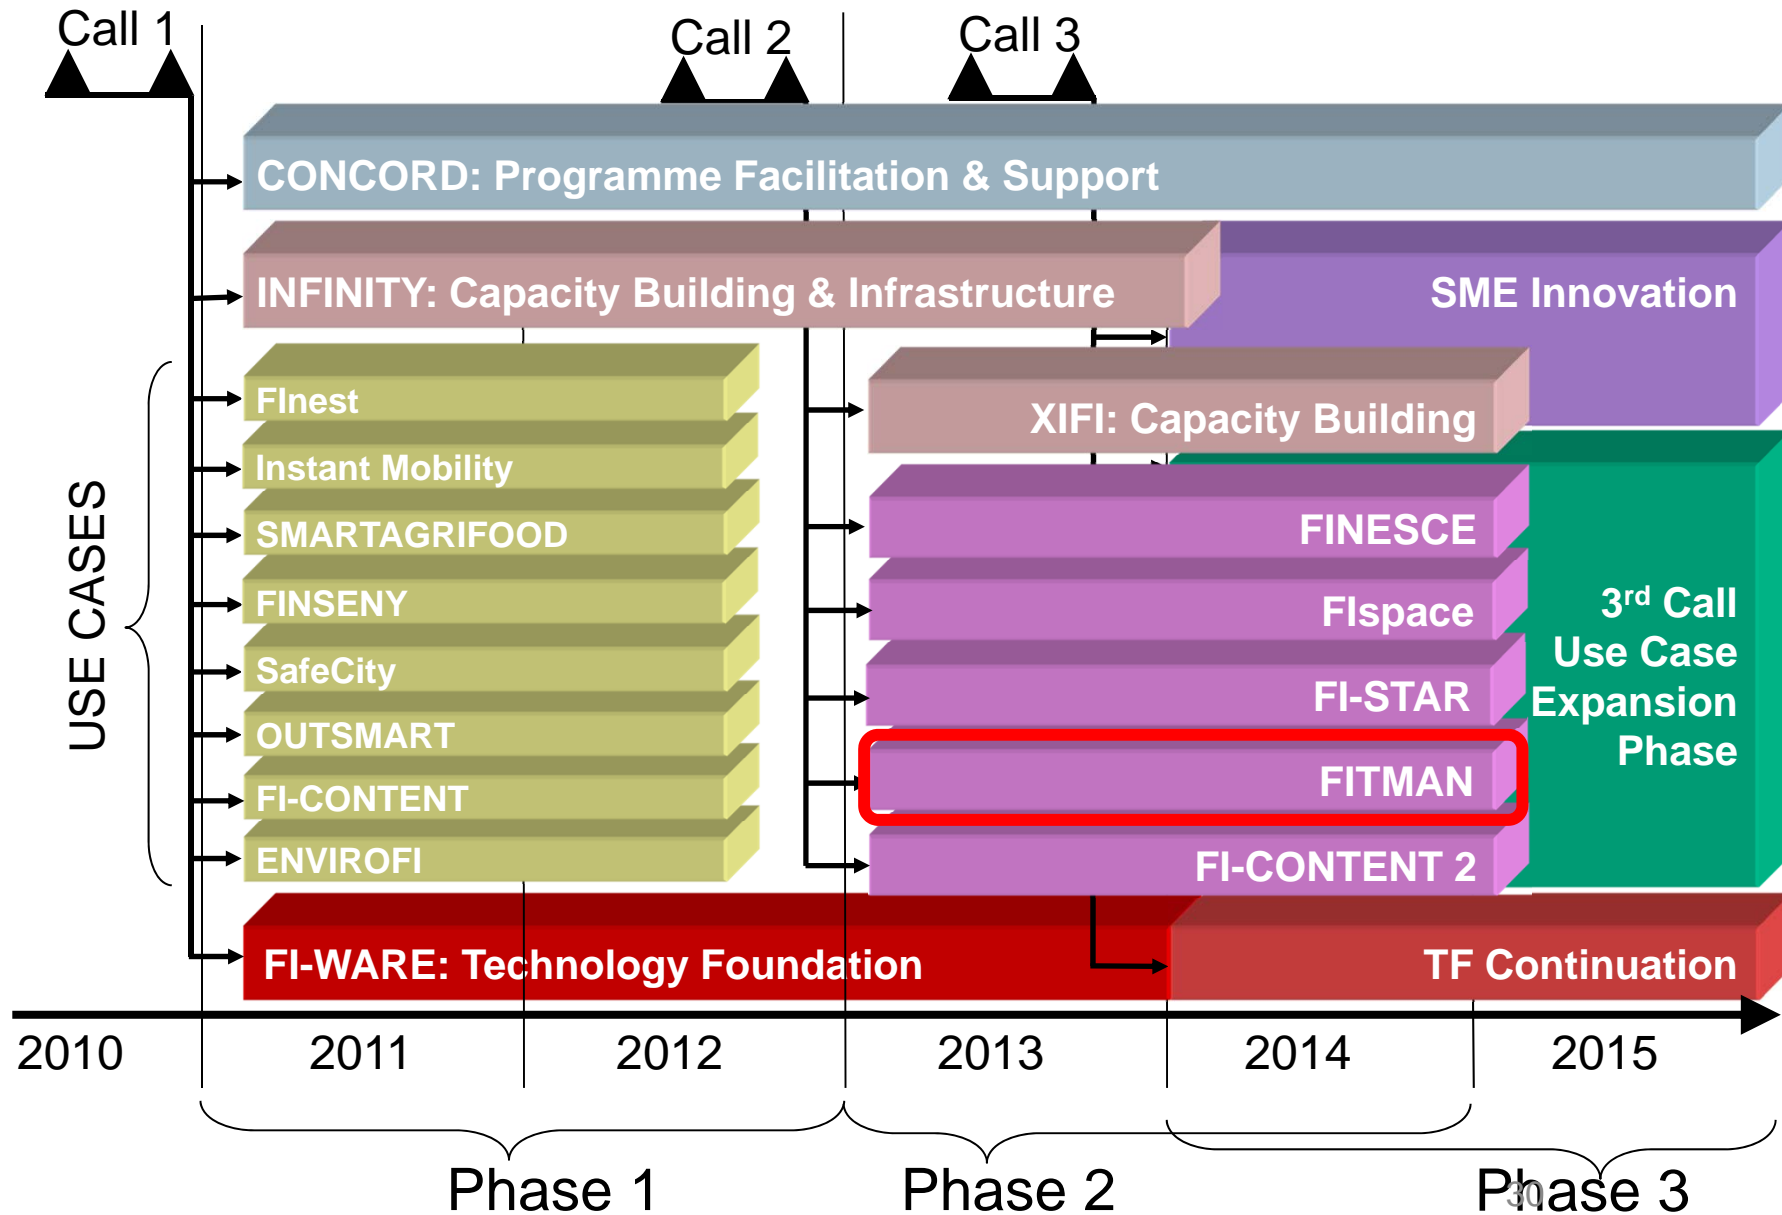 Call 1
Call 2
Call 3
CONCORD: Programme Facilitation & Support
INFINITY: Capacity Building & Infrastructure
SME Innovation
USE CASES
FInest
Instant Mobility
SMARTAGRIFOOD
FINSENY
SafeCity
OUTSMART
FI-CONTENT
ENVIROFI
XIFI: Capacity Building
FINESCE
FIspace
FI-STAR
FITMAN
FI-CONTENT 2
3rd Call
Use Case
Expansion
Phase
FI-WARE: Technology Foundation
TF Continuation
2010
2011
2012
2013
2014
2015
Phase 1
Phase 2
Phase 3
30